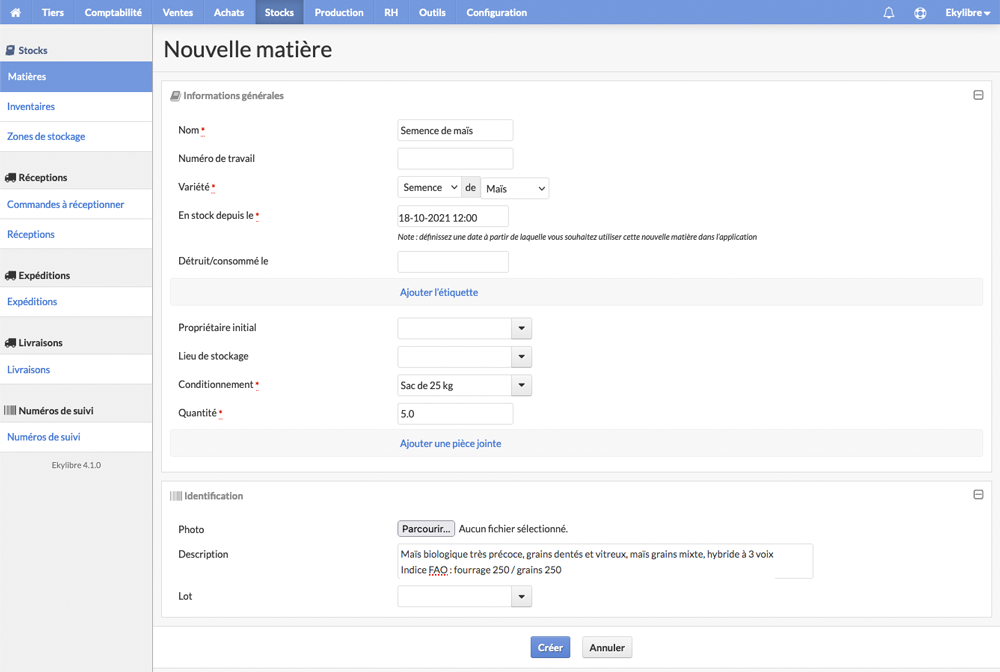 Tiers Comptabilité Ventes Achats Stocks Production RH Outils Configuration Ekylibre
Stocks
Matières
Inventaires
Zones de stockage
Réceptions
Commandes à réceptionner
Réceptions
Expéditions
Expéditions
Livraisons
Livraisons
Numéros de suivi
Numéros de suivi
Ekylibre 4.1.0
Nouvelle matière
Informations générales
Nom * Semence de maïs
Numéro de travail
Variété * Semence de Maïs
En stock depuis le * 18-10-2021 12:00
Note : définissez une date à partir de laquelle vous souhaitez utiliser cette nouvelle matière dans l'application
Détruit/consommé le
Ajouter l'étiquette
Propriétaire initial
Lieu de stockage
Conditionnement * Sac de 25 kg
Quantité * 5.0
Ajouter une pièce jointe
Identification
Photo Parcourir... Aucun fichier sélectionné.
Description Maïs biologique très précoce, grains dentés et vitreux, maïs grains mixte, hybride à 3 voix
Indice FAO : fourrage 250 / grains 250
Lot
Créer Annuler